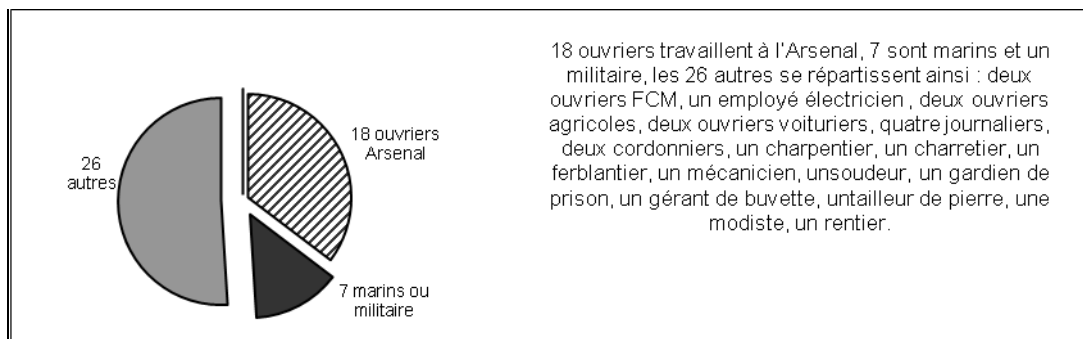 18 ouvriers travaillent à l'Arsenal, 7 sont marins et un
militaire, les 26 autres se répartissent ainsi : deux
ouvriers FCM, un employé électricien , deux ouvriers
agricoles, deux ouvriers voituriers, quatre journaliers,
deux cordonniers, un charpentier, un charretier, un
ferblantier, un mécanicien, unsoudeur, un gardien de
prison, un gérant de buvette, untailleur de pierre, une
modiste, un rentier.
18 ouvriers
Arsenal
26
autres
7 marins ou
militaire